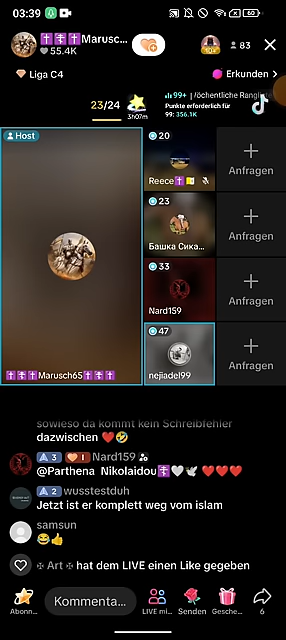 03:39
✝️☦️✝️Marusc...
55.4K
83
Liga C4
Erkunden >
23/24
3h07m
99+
Punkte erforderlich für
99: 356.1K
Host
20
Reece✝️
Anfragen
23
Башка Сика...
Anfragen
33
Nard159
Anfragen
47
nejiadel99
Anfragen
✝️☦️✝️Marusch65✝️✝️✝️
sowieso da kommt kein Schreibfehler
dazwischen ❤️🤣
3 1 Nard159
@Parthena Nikolaidou☦️🤍🕊️ ❤️❤️❤️
2 wusstestduh
Jetzt ist er komplett weg vom islam
samsun
😂👍
✠ Art ✠ hat dem LIVE einen Like gegeben
Abonn...
Kommenta...
LIVE mi...
Senden
Gesche...
6